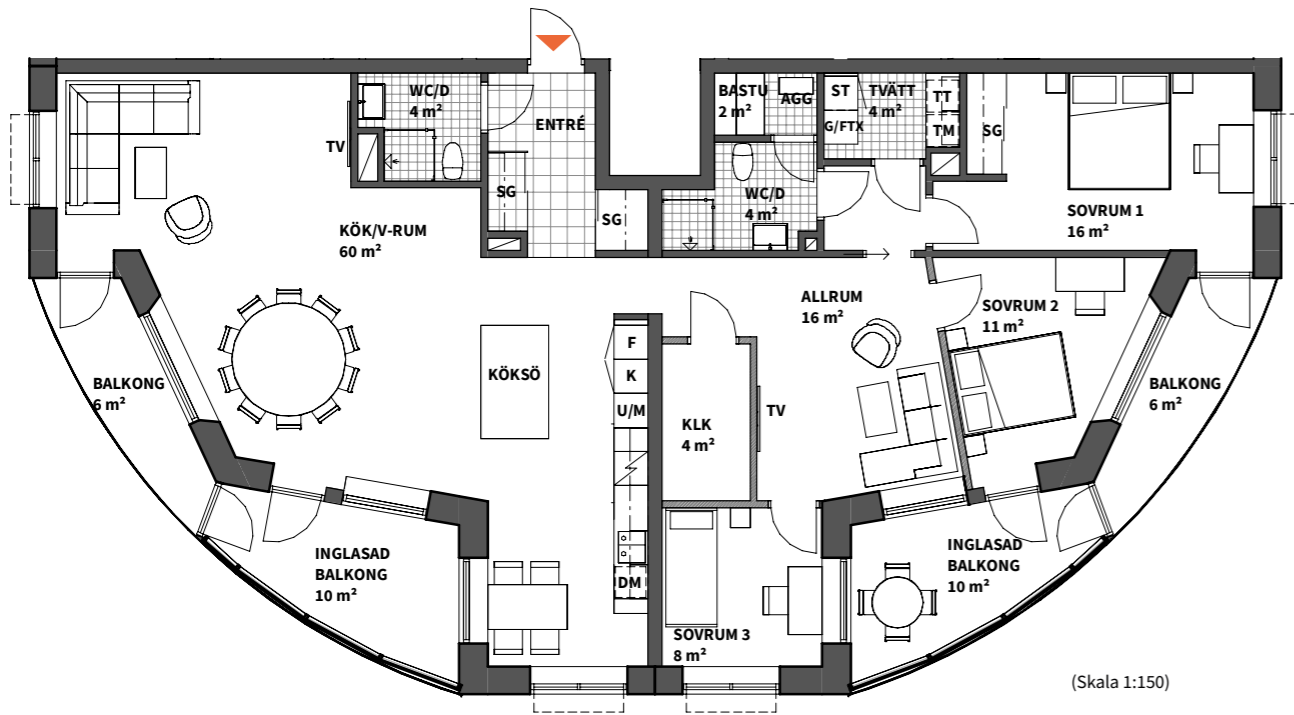 WC/D
4 m²
ENTRÉ
BASTU
2 m²
AGG
ST
G/FTX
TVÄTT
4 m²
TT
TM
SG
TV
SG
SG
WC/D
4 m²
SOVRUM 1
16 m²
KÖK/V-RUM
60 m²
ALLRUM
16 m²
SOVRUM 2
11 m²
F
K
U/M
KÖKSÖ
BALKONG
6 m²
KLK
4 m²
TV
BALKONG
6 m²
INGLASAD
BALKONG
10 m²
DM
INGLASAD
BALKONG
10 m²
SOVRUM 3
8 m²
(Skala 1:150)